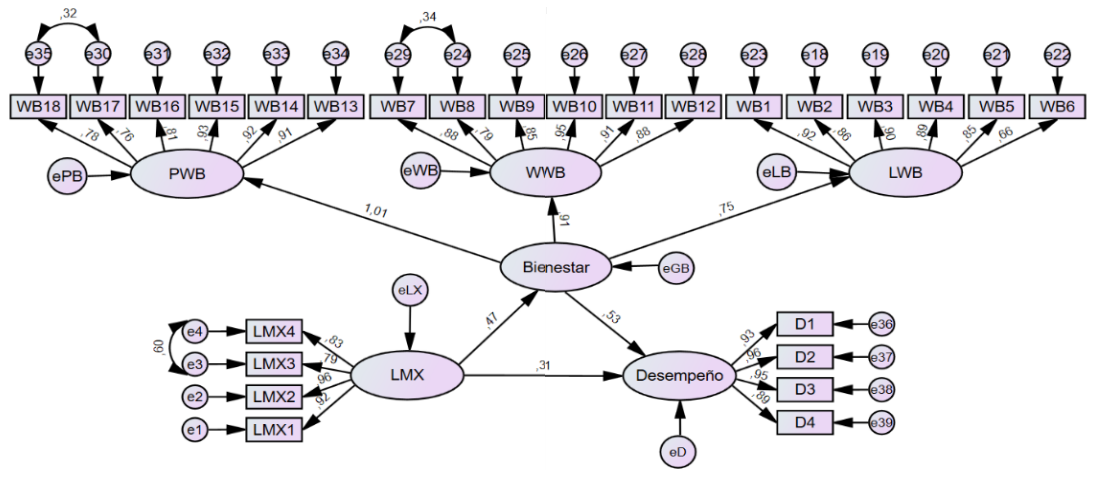 ,32 ,34
e35 e30 e31 e32 e33 e34 e29 e24 e25 e26 e27 e28 e23 e18 e19 e20 e21 e22
WB18 WB17 WB16 WB15 WB14 WB13 WB7 WB8 WB9 WB10 WB11 WB12 WB1 WB2 WB3 WB4 WB5 WB6
,78 ,76 ,81 ,93 ,92 ,91 ,88 ,79 ,85 ,95 ,91 ,88 ,92 ,86 ,90 ,89 ,85 ,66
ePB PWB eWB WWB eLB LWB
1,01 ,91 ,75
Bienestar eGB
eLX
,47 ,53
e4 LMX4 ,83 D1 e36
,60 e3 LMX3 ,79 ,93 D2 e37
LMX ,31 Desempeño ,96
e2 LMX2 ,96 ,95 D3 e38
e1 LMX1 ,92 ,89 D4 e39
eD